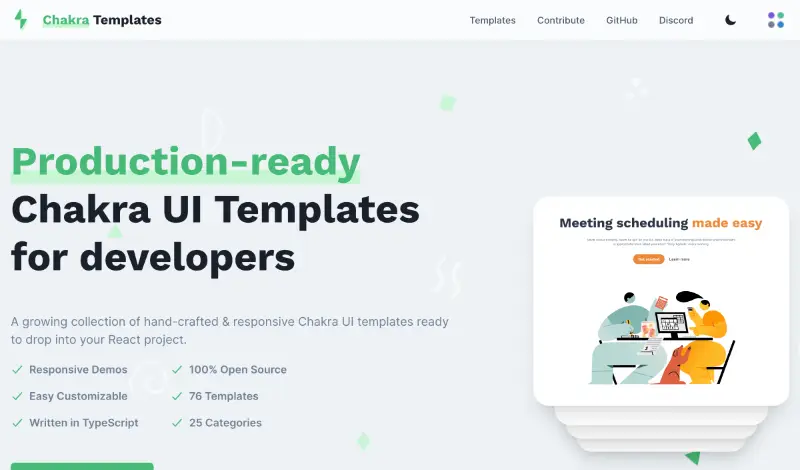 Chakra Templates
Templates
Contribute
GitHub
Discord
Production-ready
Chakra UI Templates
for developers
A growing collection of hand-crafted & responsive Chakra UI templates ready
to drop into your React project.
Responsive Demos
100% Open Source
Easy Customizable
76 Templates
Written in TypeScript
25 Categories
Meeting scheduling made easy
Get started
Learn more